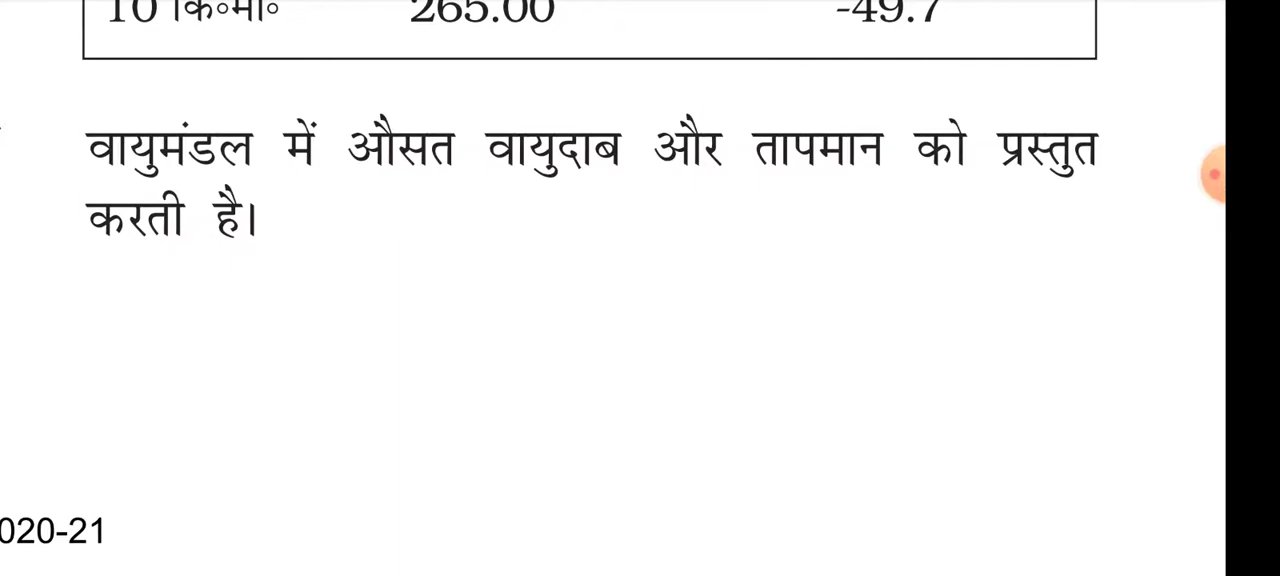 10 कि॰मी॰ 265.00 -49.7
वायुमंडल में औसत वायुदाब और तापमान को प्रस्तुत
करती है।
020-21